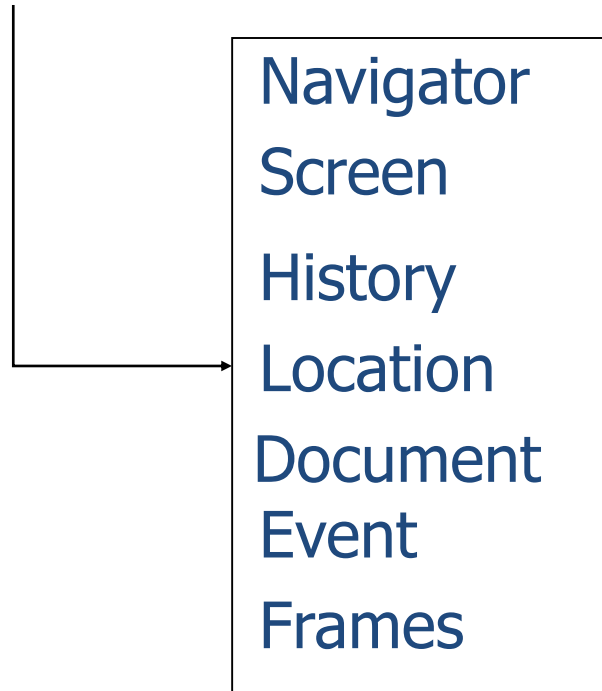 Navigator
Screen
History
Location
Document
Event
Frames